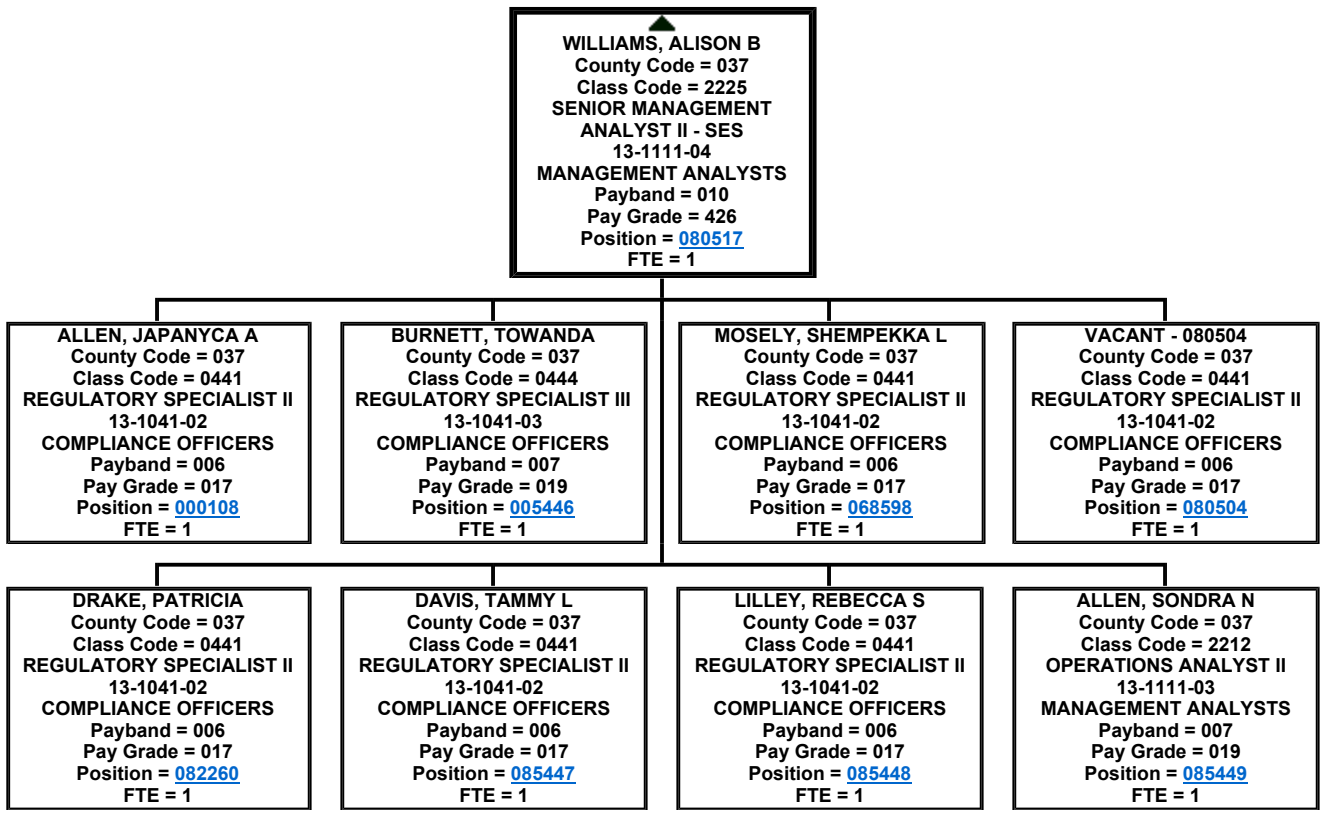 WILLIAMS, ALISON B
County Code = 037
Class Code = 2225
SENIOR MANAGEMENT
ANALYST II - SES
13-1111-04
MANAGEMENT ANALYSTS
Payband = 010
Pay Grade = 426
Position = 080517
FTE = 1
ALLEN, JAPANYCA A
County Code = 037
Class Code = 0441
REGULATORY SPECIALIST II
13-1041-02
COMPLIANCE OFFICERS
Payband = 006
Pay Grade = 017
Position = 000108
FTE = 1
BURNETT, TOWANDA
County Code = 037
Class Code = 0444
REGULATORY SPECIALIST III
13-1041-03
COMPLIANCE OFFICERS
Payband = 007
Pay Grade = 019
Position = 005446
FTE = 1
MOSELY, SHEMPEKKA L
County Code = 037
Class Code = 0441
REGULATORY SPECIALIST II
13-1041-02
COMPLIANCE OFFICERS
Payband = 006
Pay Grade = 017
Position = 068598
FTE = 1
VACANT - 080504
County Code = 037
Class Code = 0441
REGULATORY SPECIALIST II
13-1041-02
COMPLIANCE OFFICERS
Payband = 006
Pay Grade = 017
Position = 080504
FTE = 1
DRAKE, PATRICIA
County Code = 037
Class Code = 0441
REGULATORY SPECIALIST II
13-1041-02
COMPLIANCE OFFICERS
Payband = 006
Pay Grade = 017
Position = 082260
FTE = 1
DAVIS, TAMMY L
County Code = 037
Class Code = 0441
REGULATORY SPECIALIST II
13-1041-02
COMPLIANCE OFFICERS
Payband = 006
Pay Grade = 017
Position = 085447
FTE = 1
LILLEY, REBECCA S
County Code = 037
Class Code = 0441
REGULATORY SPECIALIST II
13-1041-02
COMPLIANCE OFFICERS
Payband = 006
Pay Grade = 017
Position = 085448
FTE = 1
ALLEN, SONDRA N
County Code = 037
Class Code = 2212
OPERATIONS ANALYST II
13-1111-03
MANAGEMENT ANALYSTS
Payband = 007
Pay Grade = 019
Position = 085449
FTE = 1